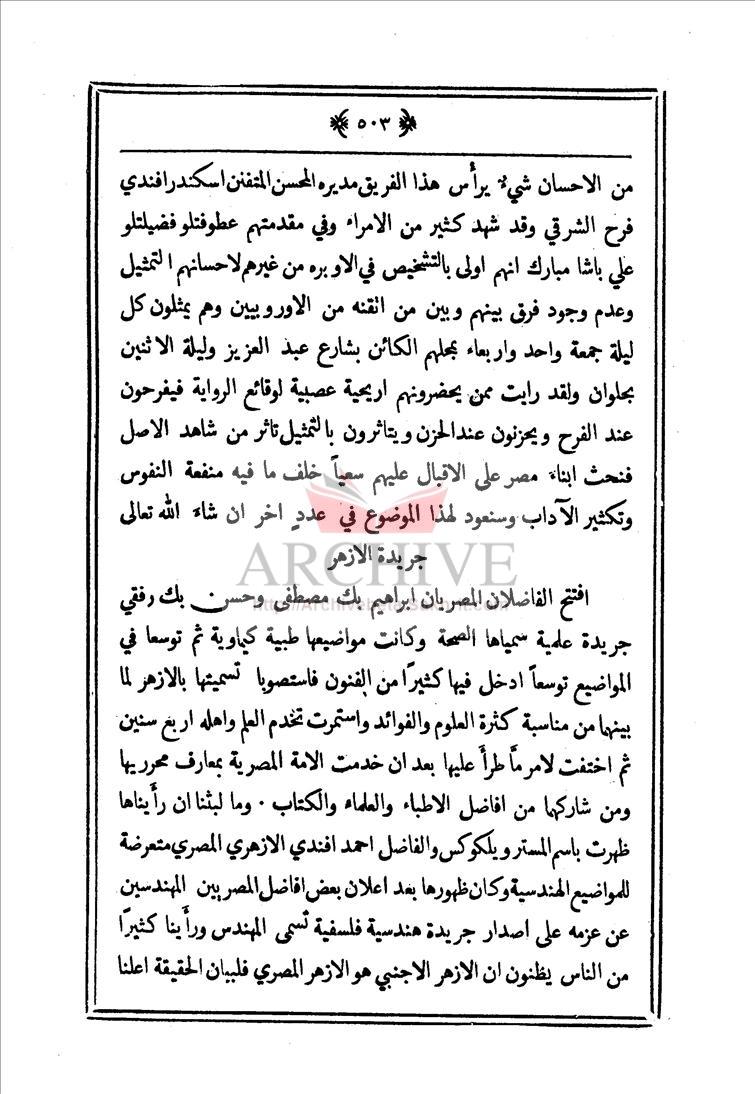 ﴿ ٥٠٣ ﴾
من الاحسان شيء يرأس هذا الفريق مديره المحسن المتفنن اسكندر افندي
فرح الشرقي وقد شهد كثير من الامراء وفي مقدمتهم عطوفتلو فضيلتلو
علي باشا مبارك انهم اولى بالتشخيص في الاوبره من غيرهم لاحسانهم التمثيل
وعدم وجود فرق بينهم وبين من اتقنه من الاوروبيين وهم يمثلون كل
ليلة جمعة واحد واربعاء بمحلهم الكائن بشارع عبد العزيز وليلة الاثنين
بحلوان ولقد رايت ممن يحضرونهم اريحية عصبية لوقائع الرواية فيفرحون
عند الفرح ويحزنون عند الحزن ويتاثرون بالتمثيل تاثر من شاهد الاصل
فنحث ابناء مصر على الاقبال عليهم سعياً خلف ما فيه منفعة النفوس
وتكثير الآداب وسنعود لهذا الموضوع في عددٍ اخر ان شاء الله تعالى
جريدة الازهر
ARCHIVE
افتتح الفاضلان المصريان ابراهيم بك مصطفى وحسن بك رفقي
جريدة علمية سمياها الصحة وكانت مواضيعها طبية كيماوية ثم توسعا في
المواضيع توسعاً ادخل فيها كثيرًا من الفنون فاستصوبا تسميتها بالازهر لما
بينهما من مناسبة كثرة العلوم والفوائد واستمرت تخدم العلم واهله اربع سنين
ثم اختفت لامر مَّا طرأ عليها بعد ان خدمت الامة المصرية بمعارف محرريها
ومن شاركهما من افاضل الاطباء والعلماء والكتاب ٠ وما لبثنا ان رأيناها
ظهرت باسم المستر ويلكوكس والفاضل احمد افندي الازهري المصري متعرضة
للمواضيع الهندسية وكان ظهورها بعد اعلان بعض افاضل المصريين المهندسين
عن عزمه على اصدار جريدة هندسية فلسفية تسمى المهندس ورأينا كثيرًا
من الناس يظنون ان الازهر الاجنبي هو الازهر المصري فلبيان الحقيقة اعلنا